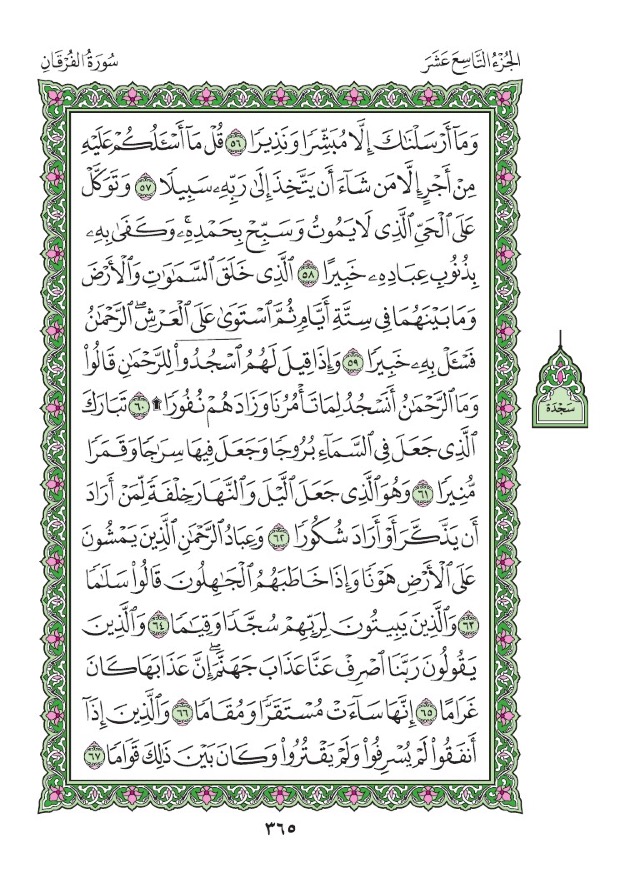 سُورَةُ الفُرْقَانِ
الجُزْءُ التَّاسِعَ عَشَرَ
وَمَآ أَرْسَلْنَٰكَ إِلَّا مُبَشِّرًا وَنَذِيرًا ٥٦ قُلْ مَآ أَسْـَٔلُكُمْ عَلَيْهِ
مِنْ أَجْرٍ إِلَّا مَن شَآءَ أَن يَتَّخِذَ إِلَىٰ رَبِّهِۦ سَبِيلًا ٥٧ وَتَوَكَّلْ
عَلَى ٱلْحَىِّ ٱلَّذِى لَا يَمُوتُ وَسَبِّحْ بِحَمْدِهِۦۚ وَكَفَىٰ بِهِۦ
بِذُنُوبِ عِبَادِهِۦ خَبِيرًا ٥٨ ٱلَّذِى خَلَقَ ٱلسَّمَٰوَٰتِ وَٱلْأَرْضَ
وَمَا بَيْنَهُمَا فِى سِتَّةِ أَيَّامٍ ثُمَّ ٱسْتَوَىٰ عَلَى ٱلْعَرْشِۖ ٱلرَّحْمَٰنُ
فَسْـَٔلْ بِهِۦ خَبِيرًا ٥٩ وَإِذَا قِيلَ لَهُمُ ٱسْجُدُوا۟ لِلرَّحْمَٰنِ قَالُوا۟
وَمَا ٱلرَّحْمَٰنُ أَنَسْجُدُ لِمَا تَأْمُرُنَا وَزَادَهُمْ نُفُورًا ۩ ٦٠ تَبَارَكَ
ٱلَّذِى جَعَلَ فِى ٱلسَّمَآءِ بُرُوجًا وَجَعَلَ فِيهَا سِرَٰجًا وَقَمَرًا
مُّنِيرًا ٦١ وَهُوَ ٱلَّذِى جَعَلَ ٱلَّيْلَ وَٱلنَّهَارَ خِلْفَةً لِّمَنْ أَرَادَ
أَن يَذَّكَّرَ أَوْ أَرَادَ شُكُورًا ٦٢ وَعِبَادُ ٱلرَّحْمَٰنِ ٱلَّذِينَ يَمْشُونَ
عَلَى ٱلْأَرْضِ هَوْنًا وَإِذَا خَاطَبَهُمُ ٱلْجَٰهِلُونَ قَالُوا۟ سَلَٰمًا
٦٣ وَٱلَّذِينَ يَبِيتُونَ لِرَبِّهِمْ سُجَّدًا وَقِيَٰمًا ٦٤ وَٱلَّذِينَ
يَقُولُونَ رَبَّنَا ٱصْرِفْ عَنَّا عَذَابَ جَهَنَّمَۖ إِنَّ عَذَابَهَا كَانَ
غَرَامًا ٦٥ إِنَّهَا سَآءَتْ مُسْتَقَرًّا وَمُقَامًا ٦٦ وَٱلَّذِينَ إِذَآ
أَنفَقُوا۟ لَمْ يُسْرِفُوا۟ وَلَمْ يَقْتُرُوا۟ وَكَانَ بَيْنَ ذَٰلِكَ قَوَامًا ٦٧
سَجْدَة
٣٦٥